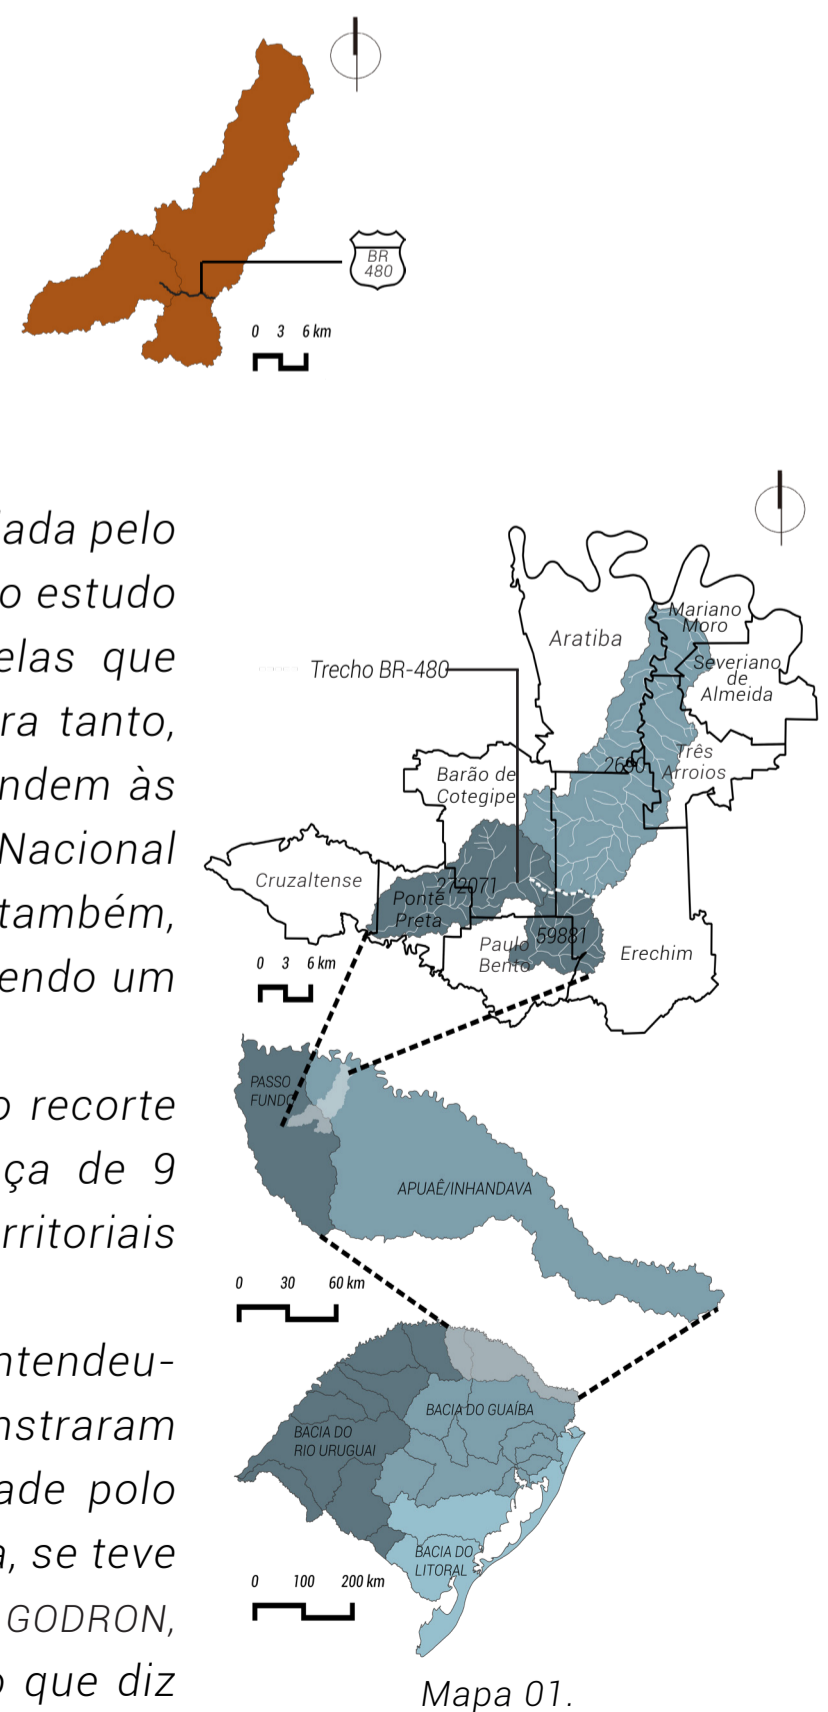 BR
480
0 3 6 km
iada pelo
o estudo
elas que
ra tanto,
endem às
Nacional
também,
endo um
o recorte
ça de 9
rritoriais
ntendeu-
nstraram
ade polo
a, se teve
GODRON,
o que diz
Trecho BR-480
Aratiba
Mariano
Moro
Severiano
de
Almeida
Três
Arroios
Barão de
Cotegipe
Cruzaltense
272071
Ponte
Preta
Paulo
Bento
59881
Erechim
0 3 6 km
PASSO
FUNDO
APUAÊ/INHANDAVA
0 30 60 km
BACIA DO GUAÍBA
BACIA DO
RIO URUGUAI
BACIA DO
LITORAL
0 100 200 km
Mapa 01.